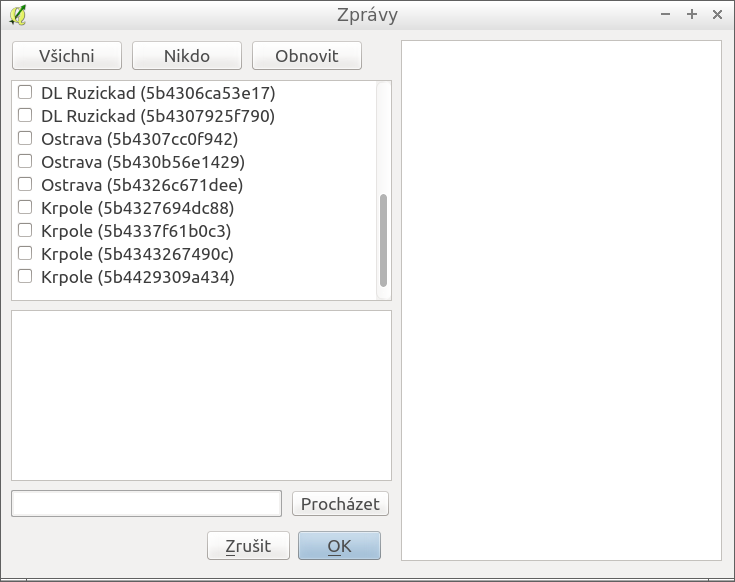 Zprávy
Všichni
Nikdo
Obnovit
DL Ruzickad (5b4306ca53e17)
DL Ruzickad (5b4307925f790)
Ostrava (5b4307cc0f942)
Ostrava (5b430b56e1429)
Ostrava (5b4326c671dee)
Krpole (5b4327694dc88)
Krpole (5b4337f61b0c3)
Krpole (5b4343267490c)
Krpole (5b4429309a434)
Procházet
Zrušit
OK